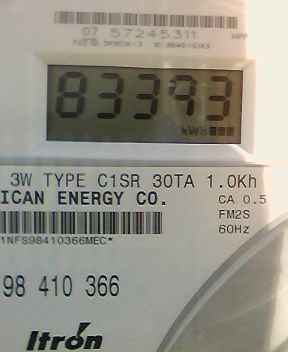 07 57245311
83393
kWh
3W TYPE C1SR 30TA 1.0Kh
ICAN ENERGY CO.
CA 0.5
FM2S
1NFS98410366MEC*
60Hz
98 410 366
Itrón